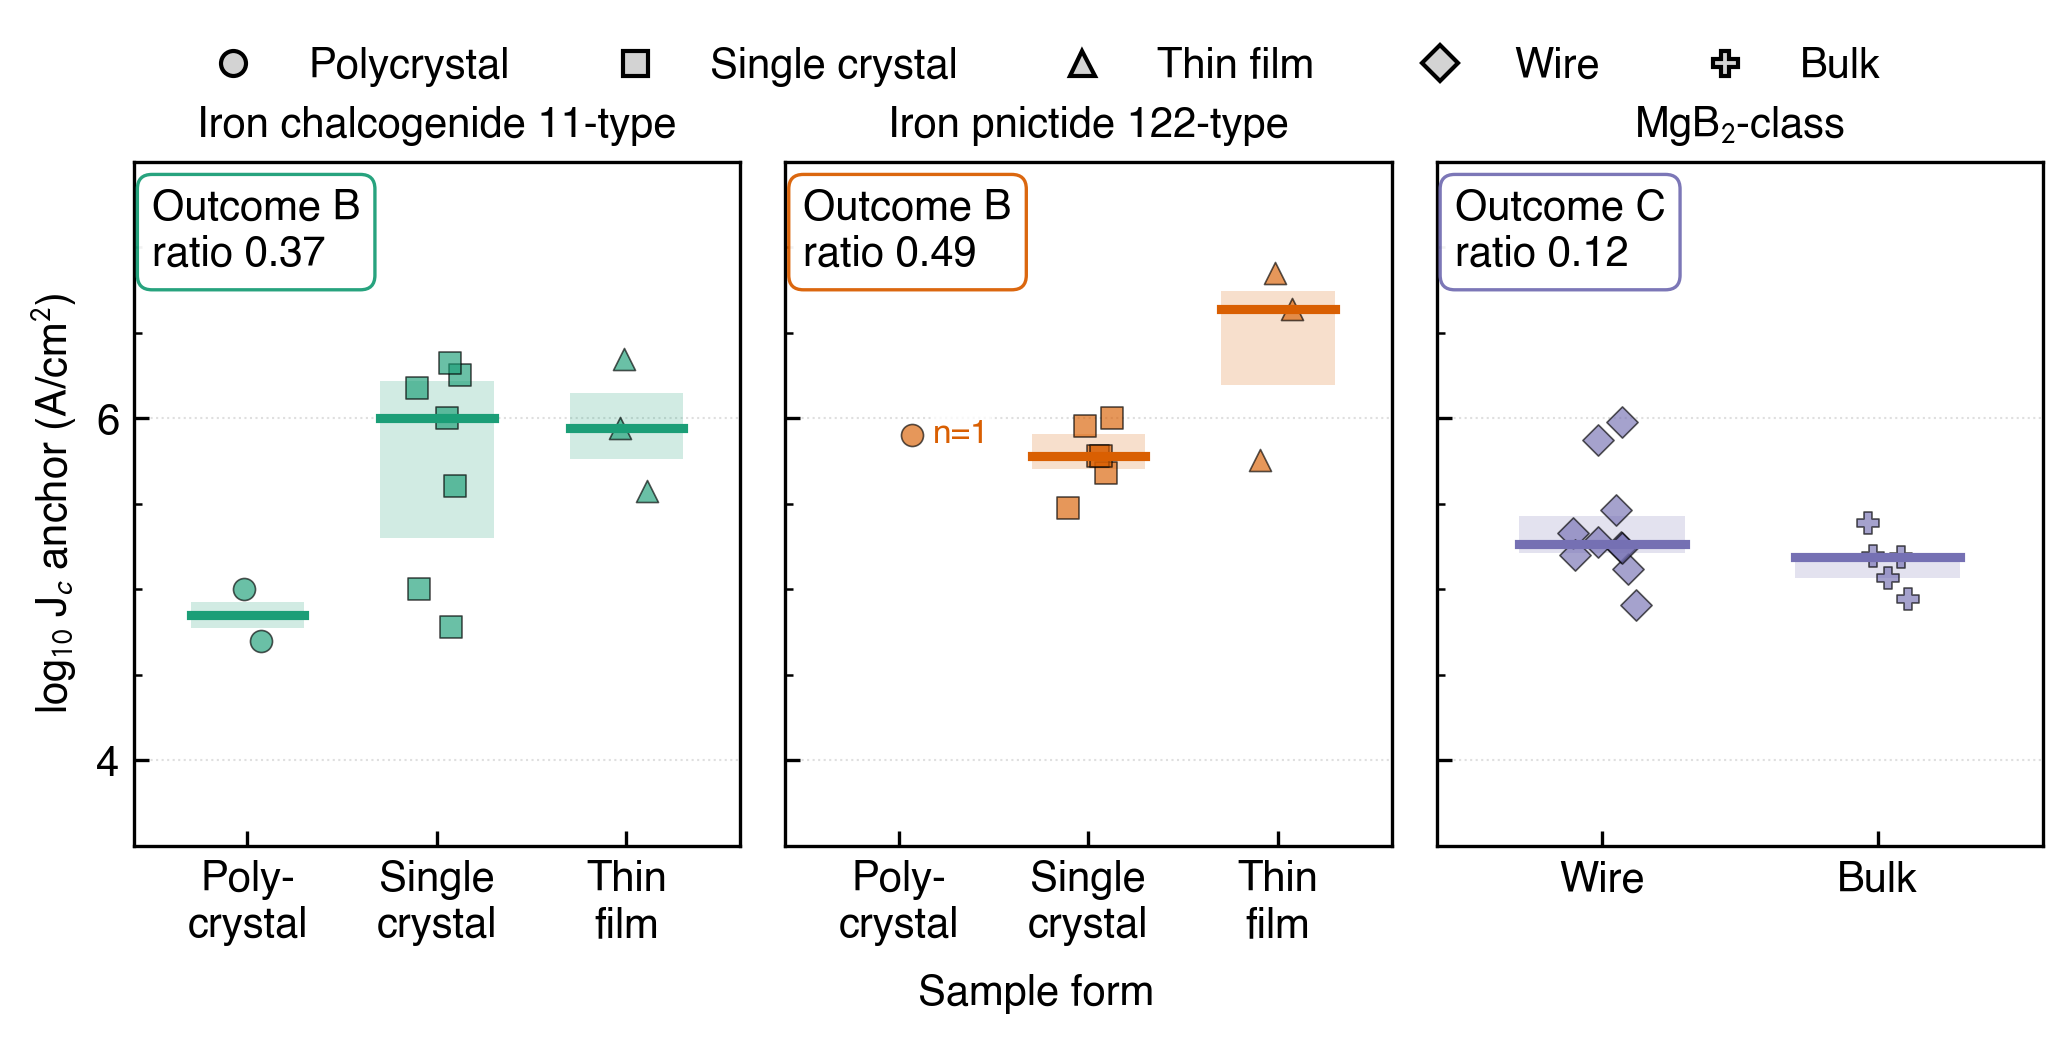 Polycrystal Single crystal Thin film Wire Bulk
Iron chalcogenide 11-type
Outcome B
ratio 0.37
Iron pnictide 122-type
Outcome B
ratio 0.49
n=1
MgB₂-class
Outcome C
ratio 0.12
log₁₀ J_c anchor (A/cm²)
6
4
Poly-
crystal
Single
crystal
Thin
film
Poly-
crystal
Single
crystal
Thin
film
Wire
Bulk
Sample form